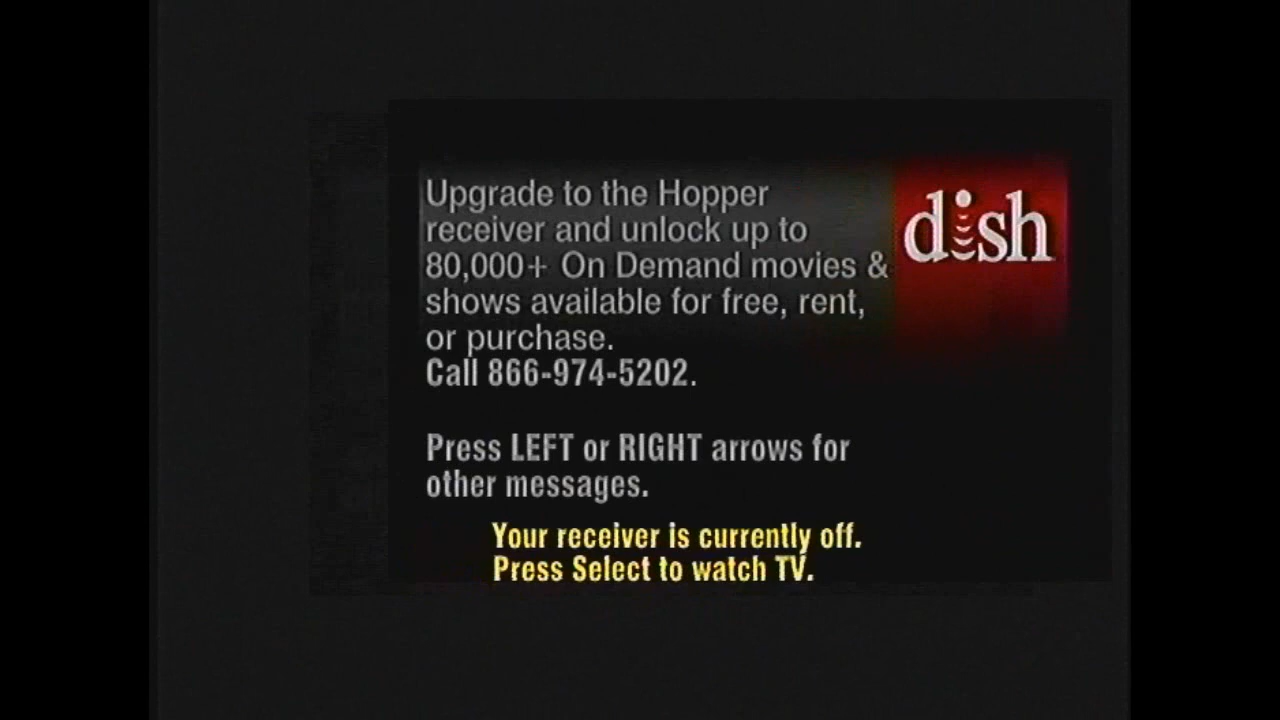 Upgrade to the Hopper
receiver and unlock up to
80,000+ On Demand movies &
shows available for free, rent,
or purchase.
Call 866-974-5202.
dish
Press LEFT or RIGHT arrows for
other messages.
Your receiver is currently off.
Press Select to watch TV.